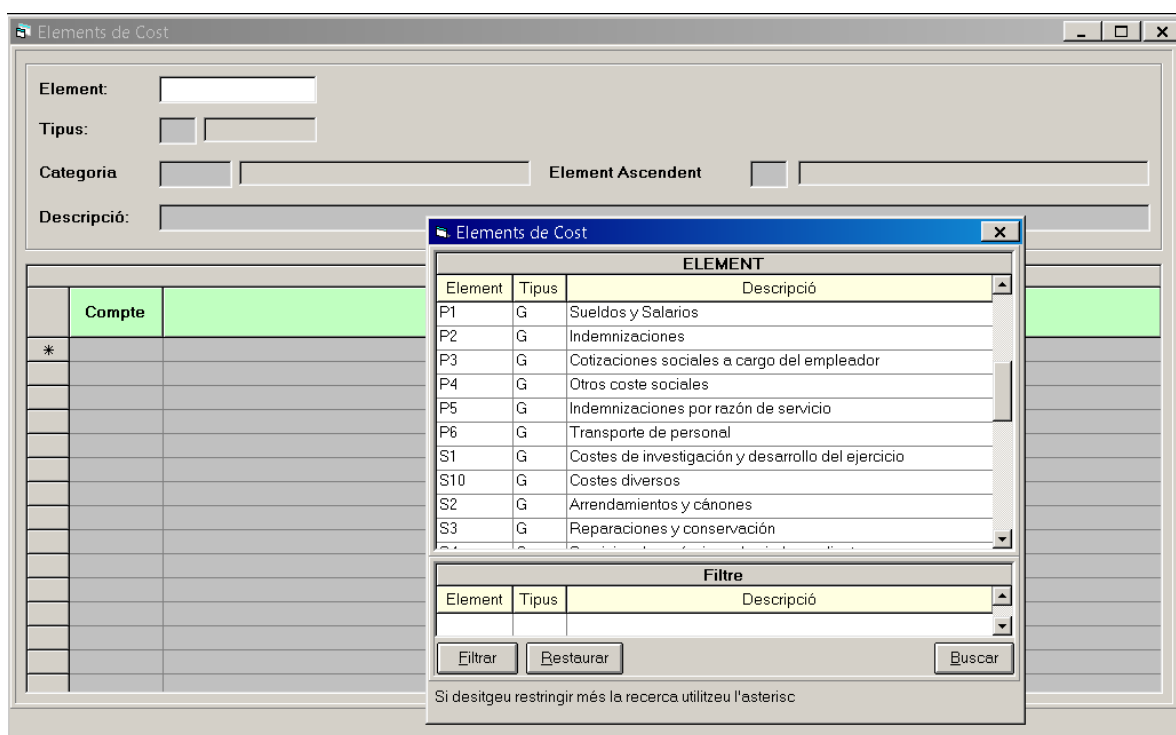 Elements de Cost
Element:
Tipus:
Categoria Element Ascendent
Descripció:
Compte
*
Elements de Cost
ELEMENT
Element Tipus Descripció
P1 G Sueldos y Salarios
P2 G Indemnizaciones
P3 G Cotizaciones sociales a cargo del empleador
P4 G Otros coste sociales
P5 G Indemnizaciones por razón de servicio
P6 G Transporte de personal
S1 G Costes de investigación y desarrollo del ejercicio
S10 G Costes diversos
S2 G Arrendamientos y cánones
S3 G Reparaciones y conservación
Filtre
Element Tipus Descripció
Filtrar Restaurar Buscar
Si desitgeu restringir més la recerca utilitzeu l'asterisc